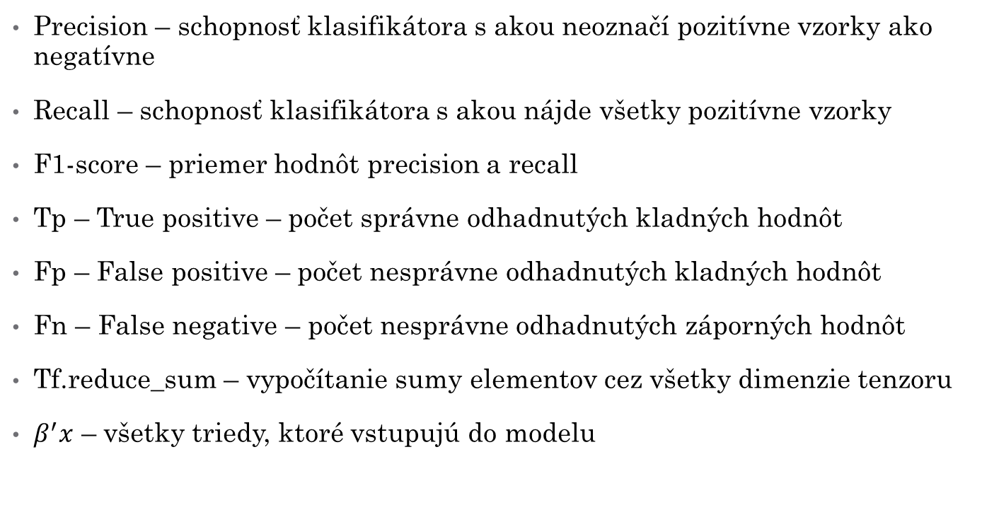 • Precision – schopnosť klasifikátora s akou neoznačí pozitívne vzorky ako
negatívne
• Recall – schopnosť klasifikátora s akou nájde všetky pozitívne vzorky
• F1-score – priemer hodnôt precision a recall
• Tp – True positive – počet správne odhadnutých kladných hodnôt
• Fp – False positive – počet nesprávne odhadnutých kladných hodnôt
• Fn – False negative – počet nesprávne odhadnutých záporných hodnôt
• Tf.reduce_sum – vypočítanie sumy elementov cez všetky dimenzie tenzoru
• β′x – všetky triedy, ktoré vstupujú do modelu